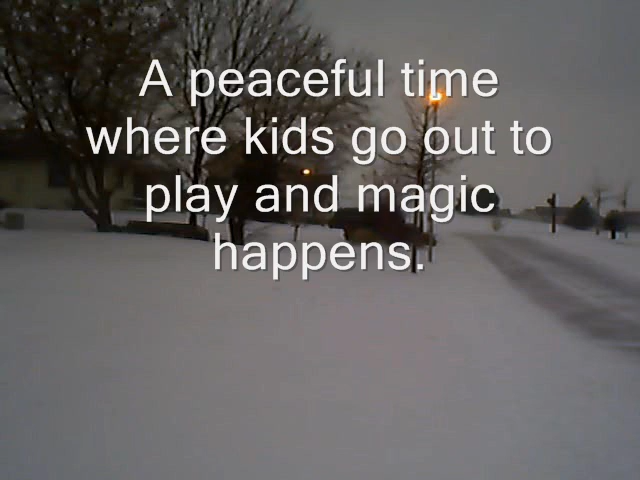 A peaceful time
where kids go out to
play and magic
happens.